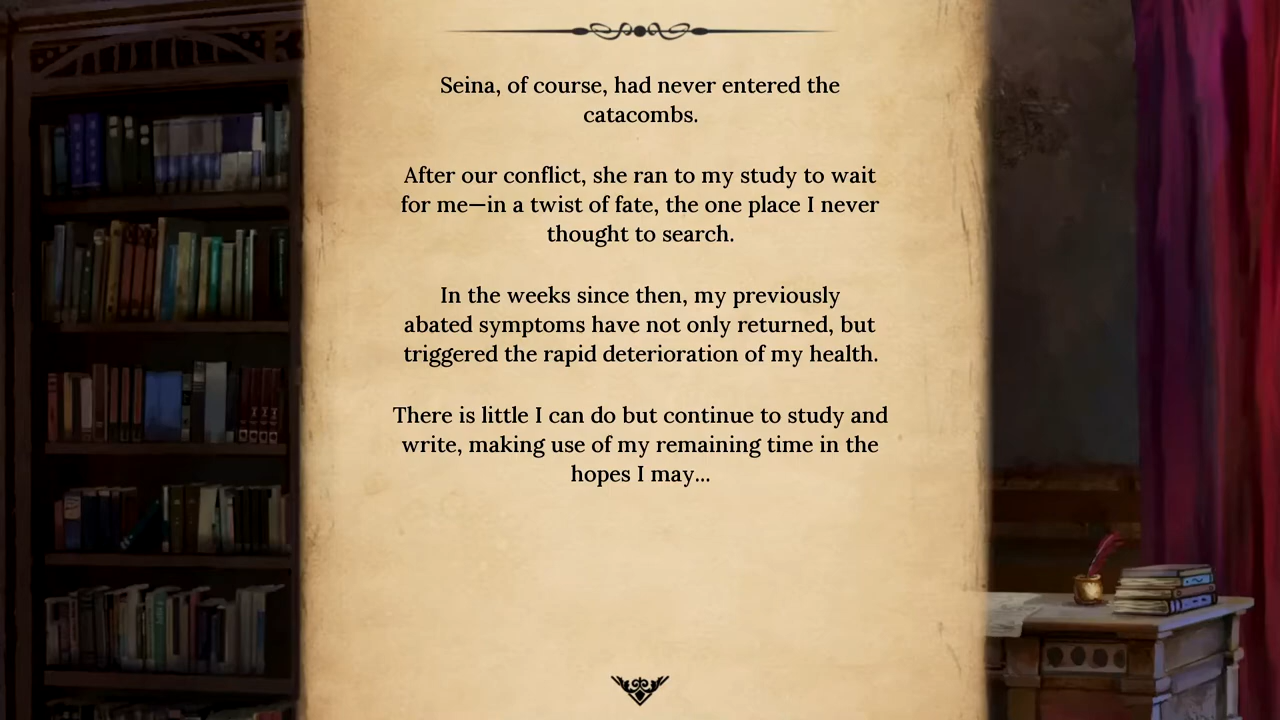 Seina, of course, had never entered the
catacombs.
After our conflict, she ran to my study to wait
for me—in a twist of fate, the one place I never
thought to search.
In the weeks since then, my previously
abated symptoms have not only returned, but
triggered the rapid deterioration of my health.
There is little I can do but continue to study and
write, making use of my remaining time in the
hopes I may...